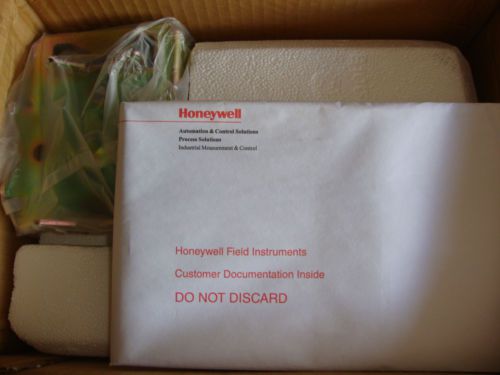 Honeywell
Automation & Control Solutions
Process Solutions
Industrial Measurement & Control
Honeywell Field Instruments
Customer Documentation Inside
DO NOT DISCARD